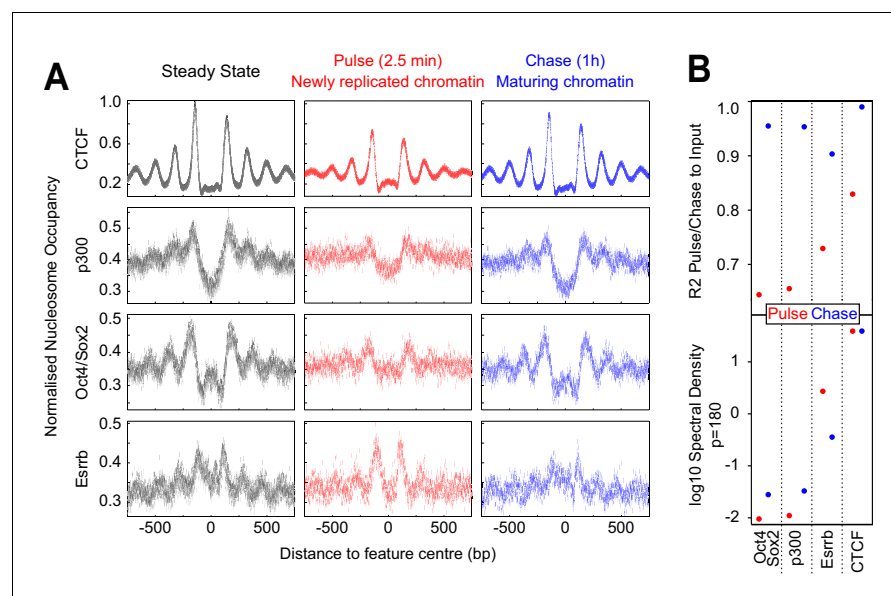 A
Steady State
Pulse (2.5 min)
Newly replicated chromatin
Chase (1h)
Maturing chromatin
Normalised Nucleosome Occupancy
CTCF
1.0
0.6
0.2
p300
0.5
0.4
0.3
Oct4/Sox2
0.5
0.4
0.3
Esrrb
0.5
0.4
0.3
-500 0 500
-500 0 500
-500 0 500
Distance to feature centre (bp)
B
R2 Pulse/Chase to Input
1.0
0.9
0.8
0.7
Pulse Chase
log10 Spectral Density
p=180
1
0
-1
-2
Oct4
Sox2
p300
Esrrb
CTCF